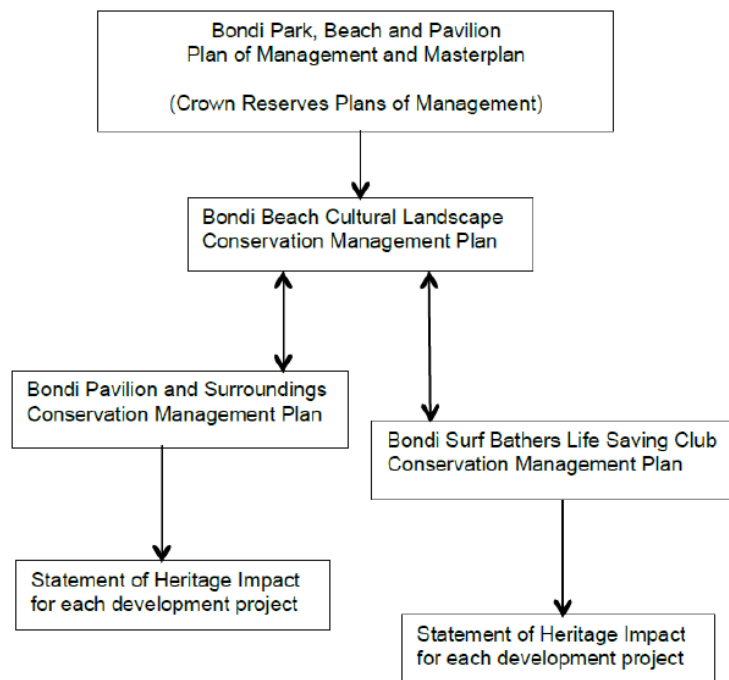 Bondi Park, Beach and Pavilion
Plan of Management and Masterplan
(Crown Reserves Plans of Management)
Bondi Beach Cultural Landscape
Conservation Management Plan
Bondi Pavilion and Surroundings
Conservation Management Plan
Bondi Surf Bathers Life Saving Club
Conservation Management Plan
Statement of Heritage Impact
for each development project
Statement of Heritage Impact
for each development project